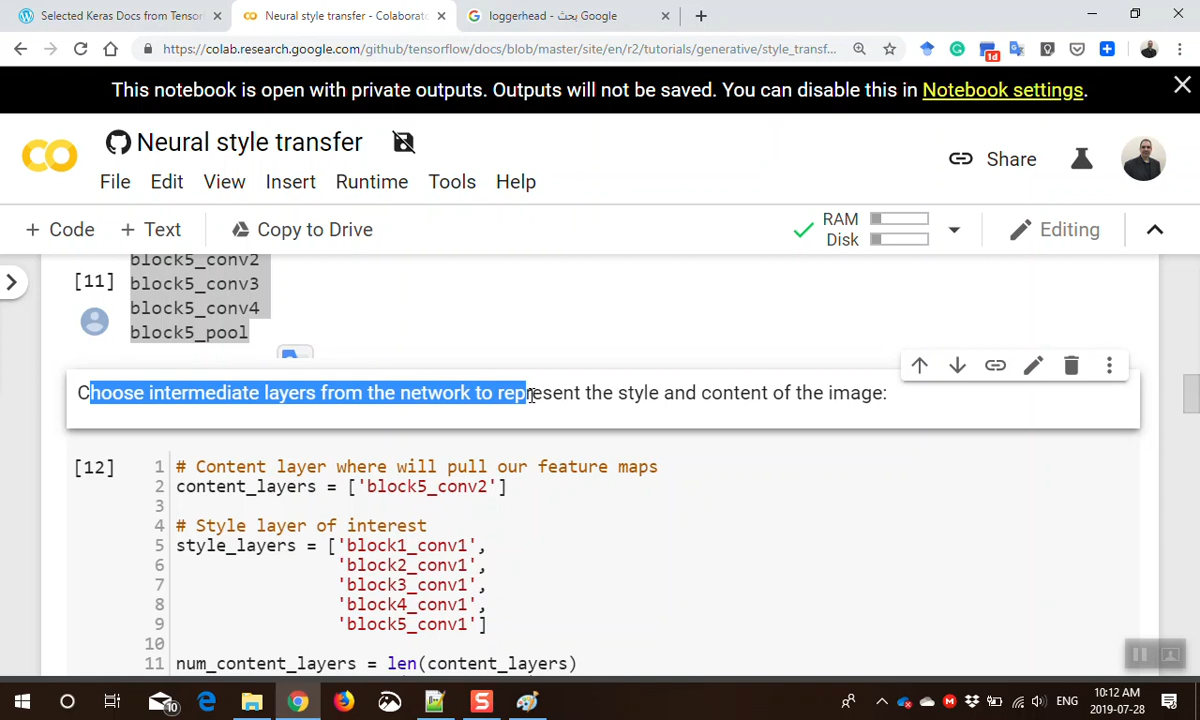 Selected Keras Docs from Tensorf
Neural style transfer - Colaborato
loggerhead - بحث Google
https://colab.research.google.com/github/tensorflow/docs/blob/master/site/en/r2/tutorials/generative/style_transf...
1d
This notebook is open with private outputs. Outputs will not be saved. You can disable this in Notebook settings.
Neural style transfer
Share
File Edit View Insert Runtime Tools Help
+ Code + Text Copy to Drive
RAM
Disk
Editing
block5_conv2
[11] block5_conv3
block5_conv4
block5_pool
Choose intermediate layers from the network to represent the style and content of the image:
[12] 1 # Content layer where will pull our feature maps
2 content_layers = ['block5_conv2']
3
4 # Style layer of interest
5 style_layers = ['block1_conv1',
6 'block2_conv1',
7 'block3_conv1',
8 'block4_conv1',
9 'block5_conv1']
10
11 num_content_layers = len(content_layers)
10
ENG
10:12 AM
2019-07-28